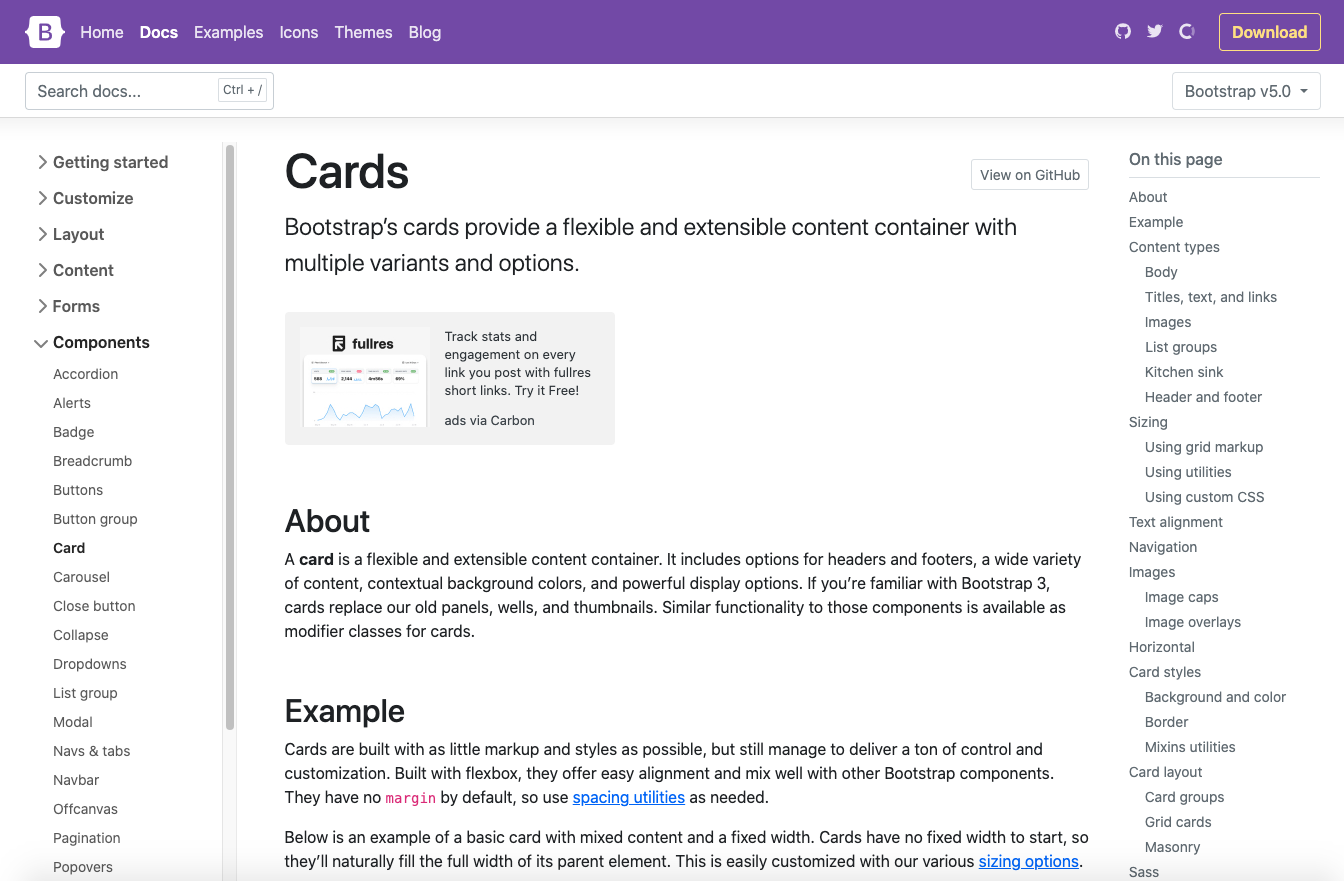 B Home Docs Examples Icons Themes Blog Download
Search docs... Ctrl + / Bootstrap v5.0
Getting started
Customize
Layout
Content
Forms
Components
Accordion
Alerts
Badge
Breadcrumb
Buttons
Button group
Card
Carousel
Close button
Collapse
Dropdowns
List group
Modal
Navs & tabs
Navbar
Offcanvas
Pagination
Popovers
Cards
View on GitHub
Bootstrap’s cards provide a flexible and extensible content container with
multiple variants and options.
fullres
Track stats and
engagement on every
link you post with fullres
short links. Try it Free!
ads via Carbon
About
A card is a flexible and extensible content container. It includes options for headers and footers, a wide variety
of content, contextual background colors, and powerful display options. If you’re familiar with Bootstrap 3,
cards replace our old panels, wells, and thumbnails. Similar functionality to those components is available as
modifier classes for cards.
Example
Cards are built with as little markup and styles as possible, but still manage to deliver a ton of control and
customization. Built with flexbox, they offer easy alignment and mix well with other Bootstrap components.
They have no margin by default, so use spacing utilities as needed.
Below is an example of a basic card with mixed content and a fixed width. Cards have no fixed width to start, so
they’ll naturally fill the full width of its parent element. This is easily customized with our various sizing options.
On this page
About
Example
Content types
Body
Titles, text, and links
Images
List groups
Kitchen sink
Header and footer
Sizing
Using grid markup
Using utilities
Using custom CSS
Text alignment
Navigation
Images
Image caps
Image overlays
Horizontal
Card styles
Background and color
Border
Mixins utilities
Card layout
Card groups
Grid cards
Masonry
Sass